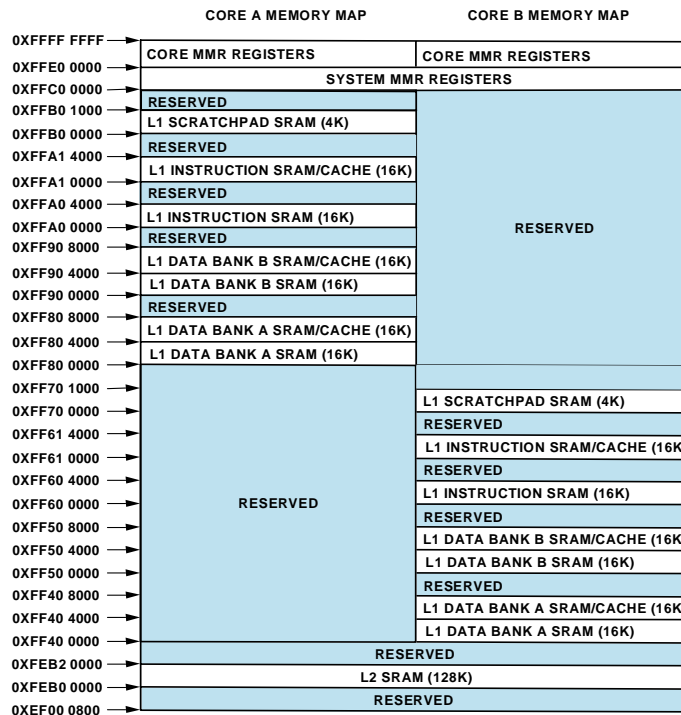 CORE A MEMORY MAP CORE B MEMORY MAP
0XFFFF FFFF
CORE MMR REGISTERS CORE MMR REGISTERS
0XFFE0 0000
SYSTEM MMR REGISTERS
0XFFC0 0000
RESERVED
0XFFB0 1000
L1 SCRATCHPAD SRAM (4K)
0XFFB0 0000
RESERVED
0XFFA1 4000
L1 INSTRUCTION SRAM/CACHE (16K)
0XFFA1 0000
RESERVED
0XFFA0 4000
L1 INSTRUCTION SRAM (16K)
0XFFA0 0000
RESERVED
RESERVED
0XFF90 8000
L1 DATA BANK B SRAM/CACHE (16K)
0XFF90 4000
L1 DATA BANK B SRAM (16K)
0XFF90 0000
RESERVED
0XFF80 8000
L1 DATA BANK A SRAM/CACHE (16K)
0XFF80 4000
L1 DATA BANK A SRAM (16K)
0XFF80 0000
0XFF70 1000
L1 SCRATCHPAD SRAM (4K)
0XFF70 0000
RESERVED
0XFF61 4000
L1 INSTRUCTION SRAM/CACHE (16K
0XFF61 0000
RESERVED
0XFF60 4000
L1 INSTRUCTION SRAM (16K)
0XFF60 0000
RESERVED
RESERVED
0XFF50 8000
L1 DATA BANK B SRAM/CACHE (16K
0XFF50 4000
L1 DATA BANK B SRAM (16K)
0XFF50 0000
RESERVED
0XFF40 8000
L1 DATA BANK A SRAM/CACHE (16K
0XFF40 4000
L1 DATA BANK A SRAM (16K)
0XFF40 0000
RESERVED
0XFEB2 0000
L2 SRAM (128K)
0XFEB0 0000
RESERVED
0XEF00 0800